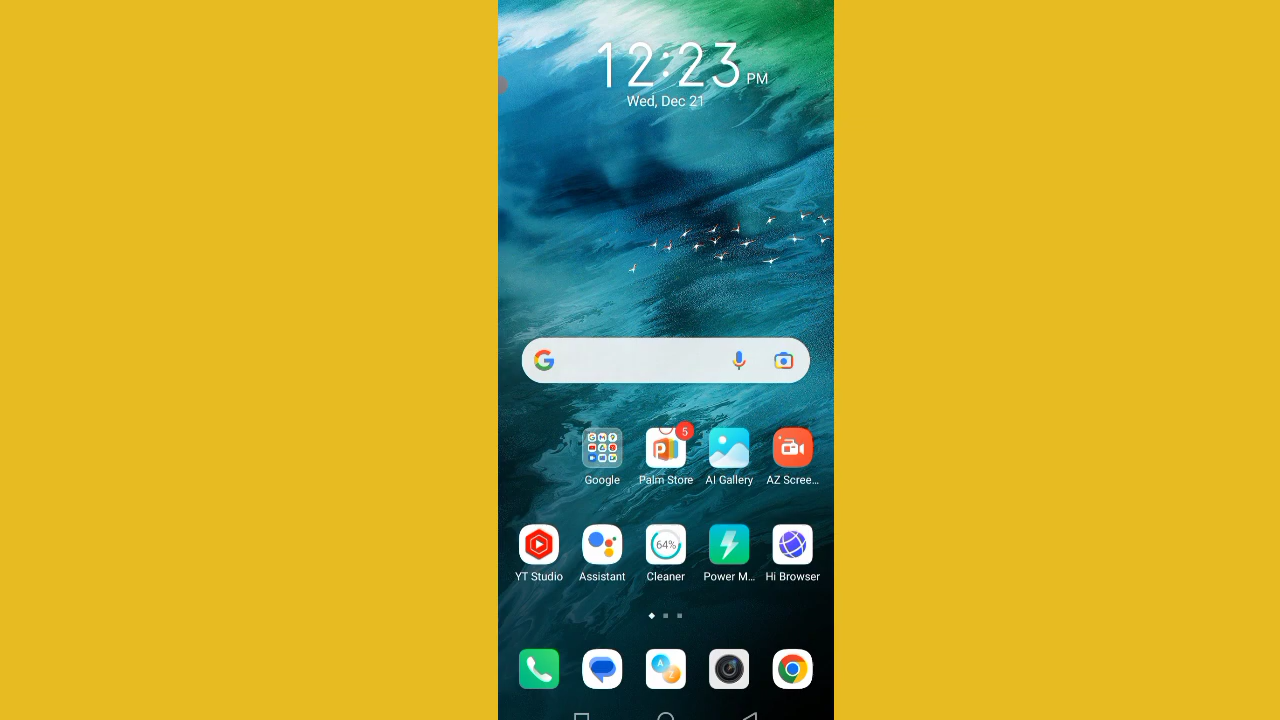 12:23 PM
Wed, Dec 21
5
Google
Palm Store
AI Gallery
AZ Scree...
64%
YT Studio
Assistant
Cleaner
Power M...
Hi Browser
A
Z